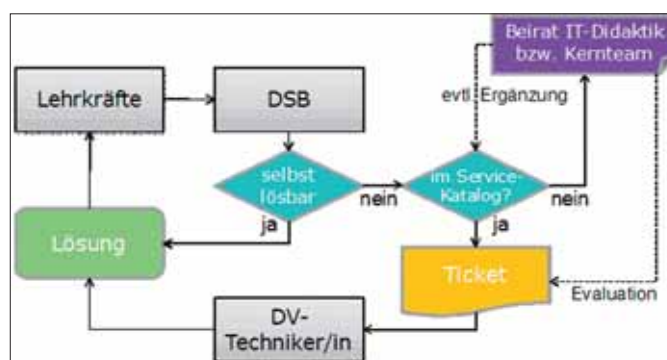 Beirat IT-Didaktik
bzw. Kernteam
Lehrkräfte
DSB
evtl. Ergänzung
selbst
lösbar
nein
im Service-
Katalog?
nein
ja
ja
Lösung
Ticket
Evaluation
DV-
Techniker/in